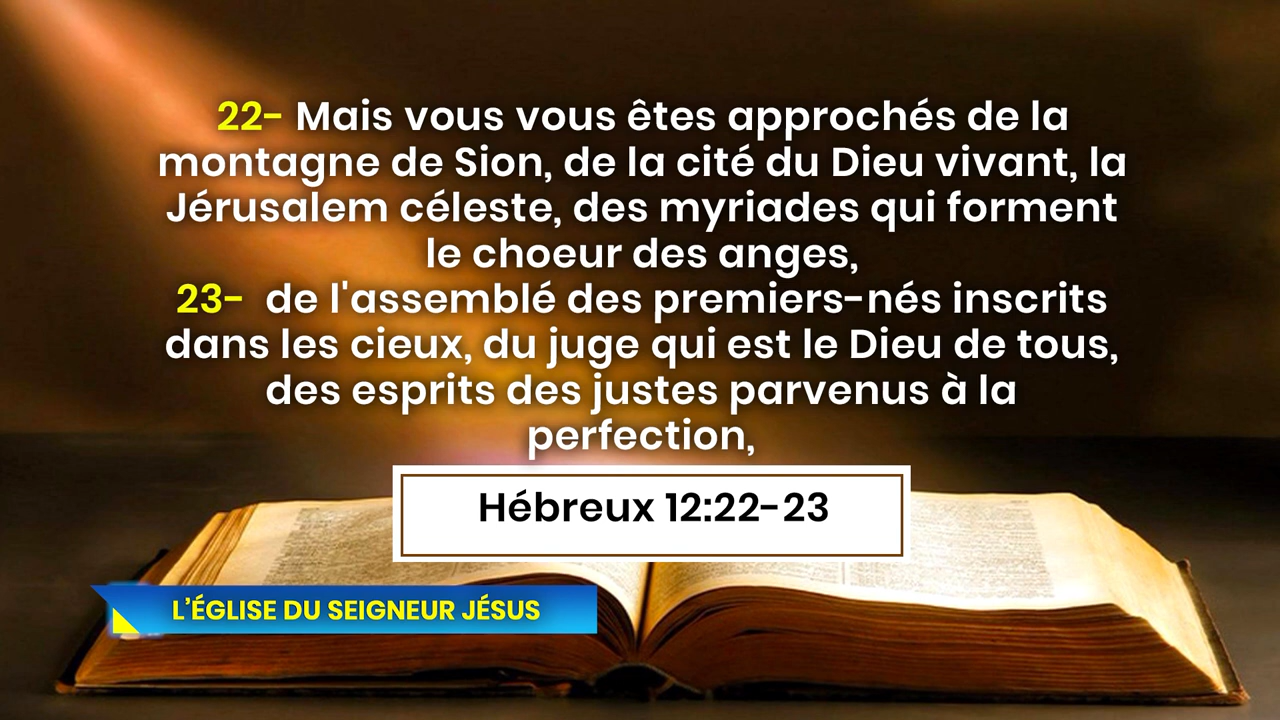 22- Mais vous vous êtes approchés de la
montagne de Sion, de la cité du Dieu vivant, la
Jérusalem céleste, des myriades qui forment
le choeur des anges,
23- de l'assemblé des premiers-nés inscrits
dans les cieux, du juge qui est le Dieu de tous,
des esprits des justes parvenus à la
perfection,
Hébreux 12:22-23
L'ÉGLISE DU SEIGNEUR JÉSUS